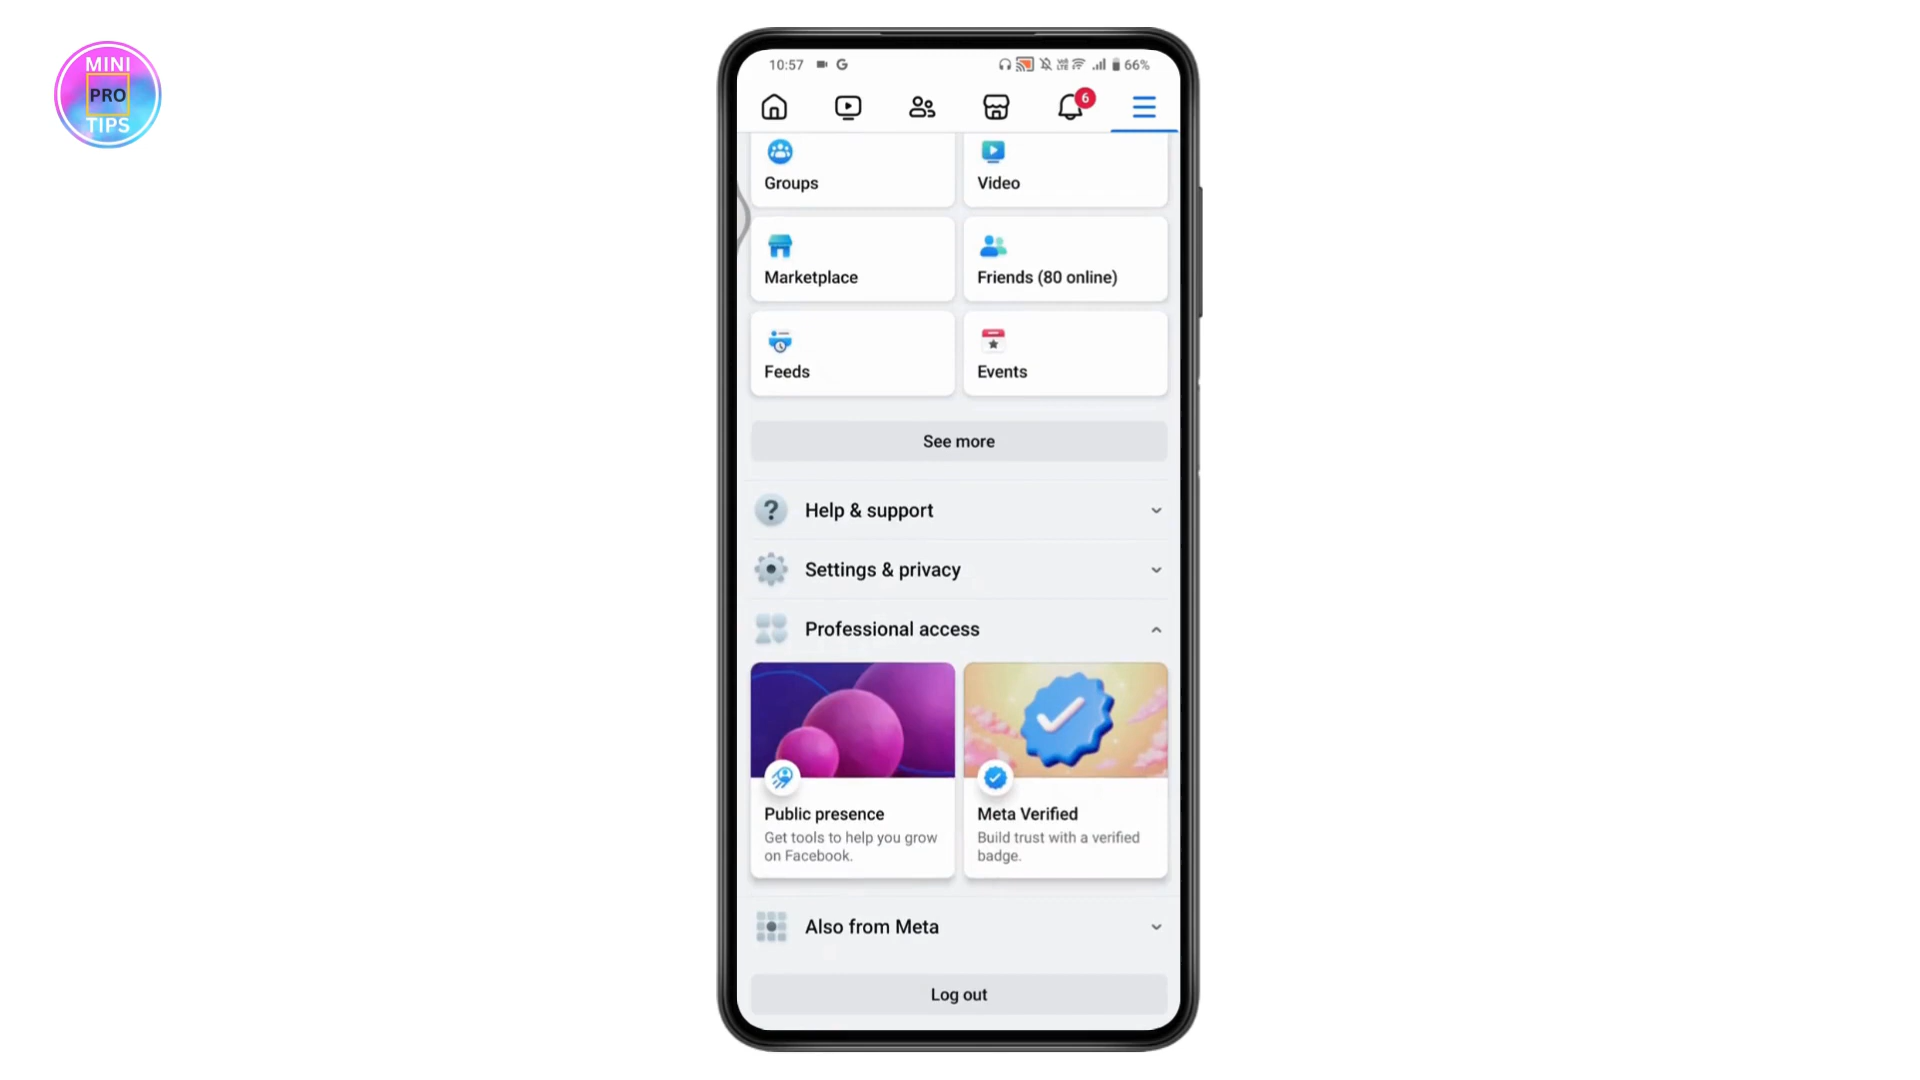 MINI
PRO
TIPS
10:57
66%
6
Groups
Video
Marketplace
Friends (80 online)
Feeds
Events
See more
Help & support
Settings & privacy
Professional access
Public presence
Get tools to help you grow
on Facebook.
Meta Verified
Build trust with a verified
badge.
Also from Meta
Log out